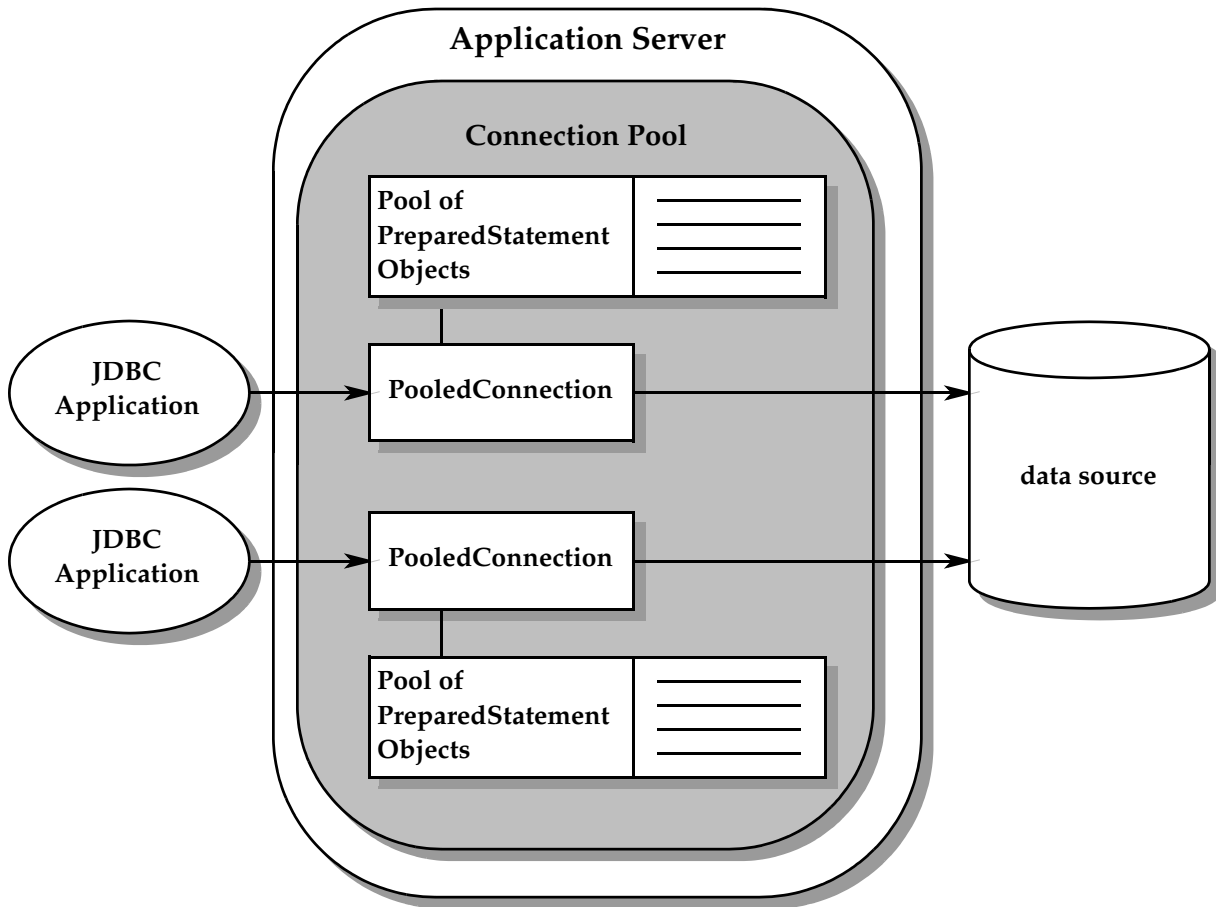 Application Server
Connection Pool
Pool of
PreparedStatement
Objects
JDBC
Application
PooledConnection
data source
JDBC
Application
PooledConnection
Pool of
PreparedStatement
Objects